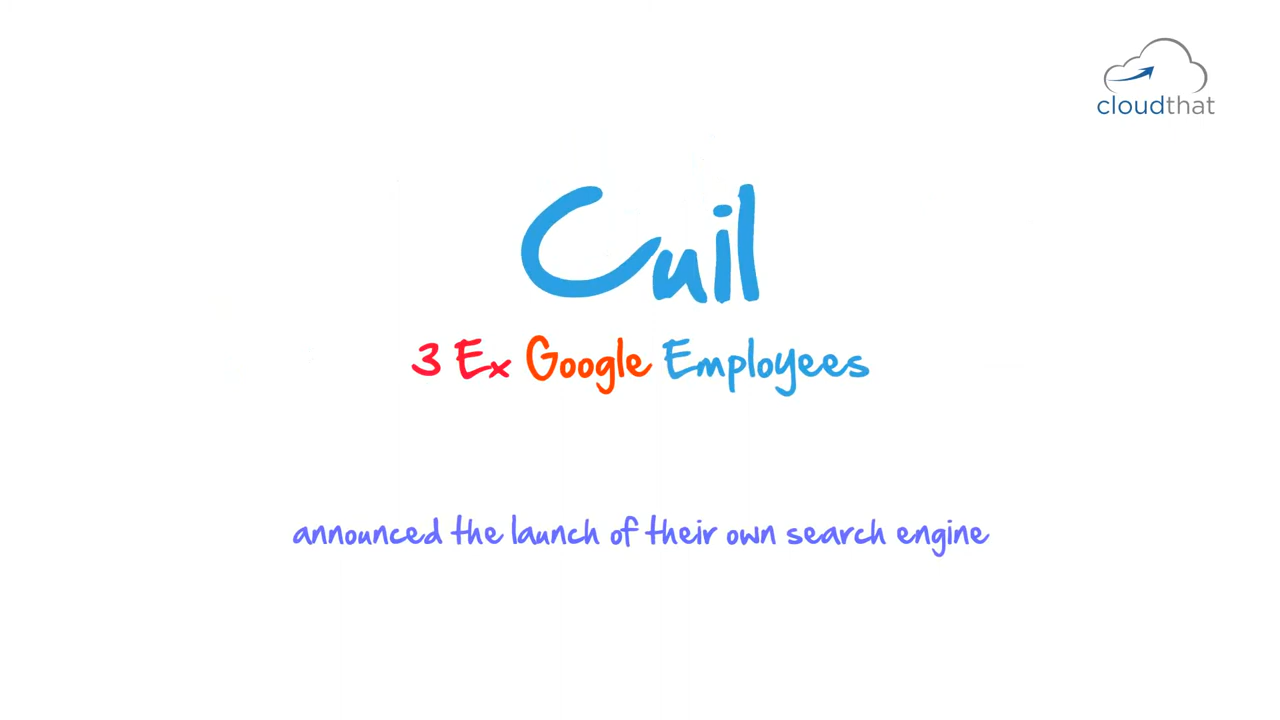 cloudthat
Cuil
3 Ex Google Employees
announced the launch of their own search engine